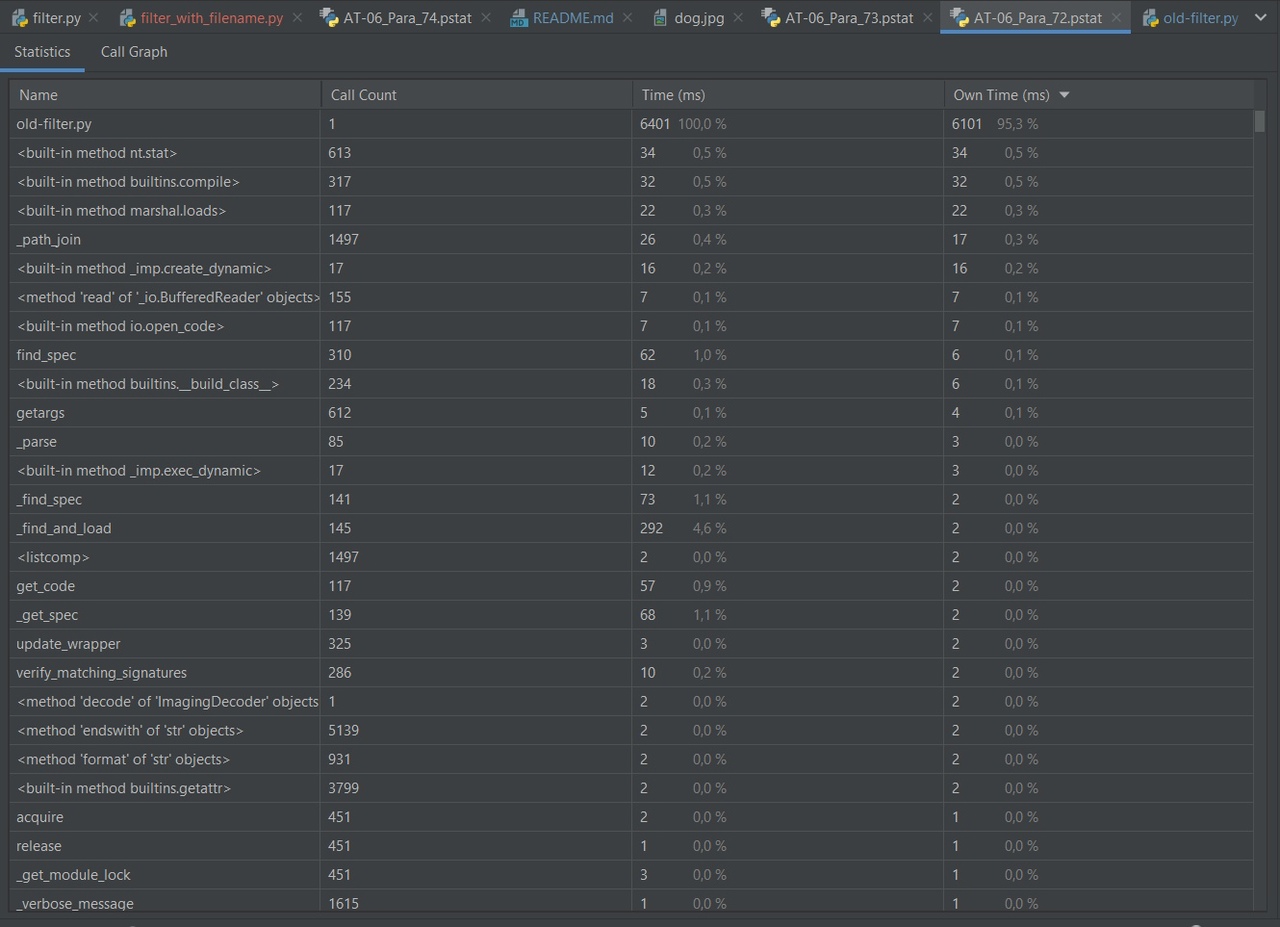 filter.py filter_with_filename.py AT-06_Para_74.pstat README.md dog.jpg AT-06_Para_73.pstat AT-06_Para_72.pstat old-filter.py
Statistics Call Graph
Name Call Count Time (ms) Own Time (ms)
old-filter.py 1 6401 100,0 % 6101 95,3 %
<built-in method nt.stat> 613 34 0,5 % 34 0,5 %
<built-in method builtins.compile> 317 32 0,5 % 32 0,5 %
<built-in method marshal.loads> 117 22 0,3 % 22 0,3 %
_path_join 1497 26 0,4 % 17 0,3 %
<built-in method _imp.create_dynamic> 17 16 0,2 % 16 0,2 %
<method 'read' of '_io.BufferedReader' objects> 155 7 0,1 % 7 0,1 %
<built-in method io.open_code> 117 7 0,1 % 7 0,1 %
find_spec 310 62 1,0 % 6 0,1 %
<built-in method builtins.__build_class__> 234 18 0,3 % 6 0,1 %
getargs 612 5 0,1 % 4 0,1 %
_parse 85 10 0,2 % 3 0,0 %
<built-in method _imp.exec_dynamic> 17 12 0,2 % 3 0,0 %
_find_spec 141 73 1,1 % 2 0,0 %
_find_and_load 145 292 4,6 % 2 0,0 %
<listcomp> 1497 2 0,0 % 2 0,0 %
get_code 117 57 0,9 % 2 0,0 %
_get_spec 139 68 1,1 % 2 0,0 %
update_wrapper 325 3 0,0 % 2 0,0 %
verify_matching_signatures 286 10 0,2 % 2 0,0 %
<method 'decode' of 'ImagingDecoder' objects 1 2 0,0 % 2 0,0 %
<method 'endswith' of 'str' objects> 5139 2 0,0 % 2 0,0 %
<method 'format' of 'str' objects> 931 2 0,0 % 2 0,0 %
<built-in method builtins.getattr> 3799 2 0,0 % 2 0,0 %
acquire 451 2 0,0 % 1 0,0 %
release 451 1 0,0 % 1 0,0 %
_get_module_lock 451 3 0,0 % 1 0,0 %
_verbose_message 1615 1 0,0 % 1 0,0 %